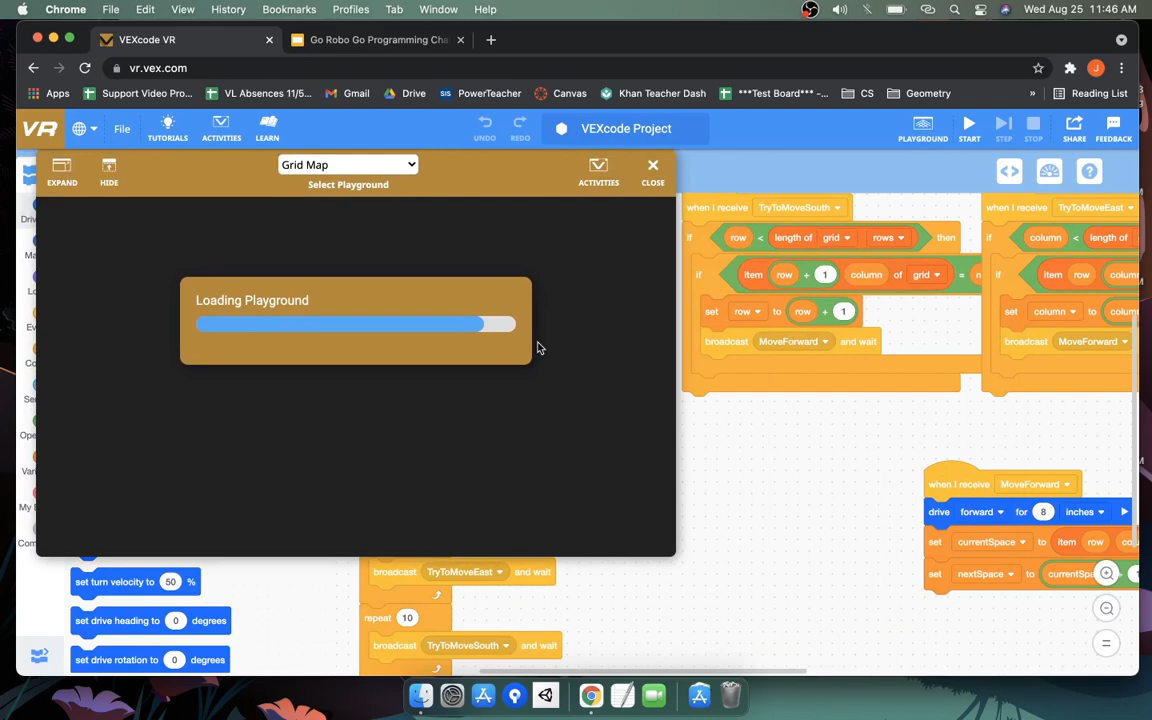 Chrome File Edit View History Bookmarks Profiles Tab Window Help Wed Aug 25 11:46 AM
VEXcode VR Go Robo Go Programming Cha
vr.vex.com J
Apps Support Video Pro... VL Absences 11/5... Gmail Drive SIS PowerTeacher Canvas Khan Teacher Dash ***Test Board*** -... CS Geometry » Reading List
VR File TUTORIALS ACTIVITIES LEARN UNDO REDO VEXcode Project PLAYGROUND START STEP STOP SHARE FEEDBACK
EXPAND HIDE Grid Map ACTIVITIES CLOSE
Select Playground
Loading Playground
when I receive TryToMoveSouth
if row < length of grid rows then
if item row + 1 column of grid =
set row to row + 1
broadcast MoveForward and wait
when I receive TryToMoveEast
if column < length of
if item row
set column to
broadcast MoveForward
when I receive MoveForward
drive forward for 8 inches
set currentSpace to item row
set nextSpace to
broadcast TryToMoveEast and wait
repeat 10
broadcast TryToMoveSouth and wait
set turn velocity to 50 %
set drive heading to 0 degrees
set drive rotation to 0 degrees